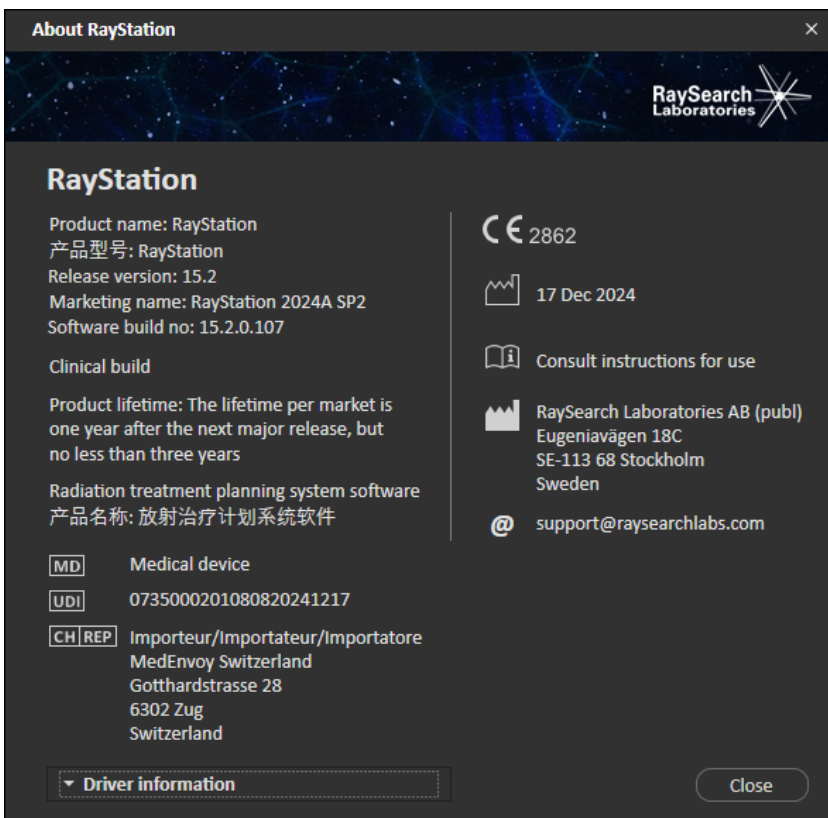 About RayStation
RaySearch
Laboratories
RayStation
Product name: RayStation
产品型号: RayStation
Release version: 15.2
Marketing name: RayStation 2024A SP2
Software build no: 15.2.0.107
Clinical build
Product lifetime: The lifetime per market is
one year after the next major release, but
no less than three years
Radiation treatment planning system software
产品名称: 放射治疗计划系统软件
MD Medical device
UDI 0735000201080820241217
CH REP Importeur/Importateur/Importatore
MedEnvoy Switzerland
Gotthardstrasse 28
6302 Zug
Switzerland
CE 2862
17 Dec 2024
Consult instructions for use
RaySearch Laboratories AB (publ)
Eugeniavägen 18C
SE-113 68 Stockholm
Sweden
@ support@raysearchlabs.com
Driver information
Close